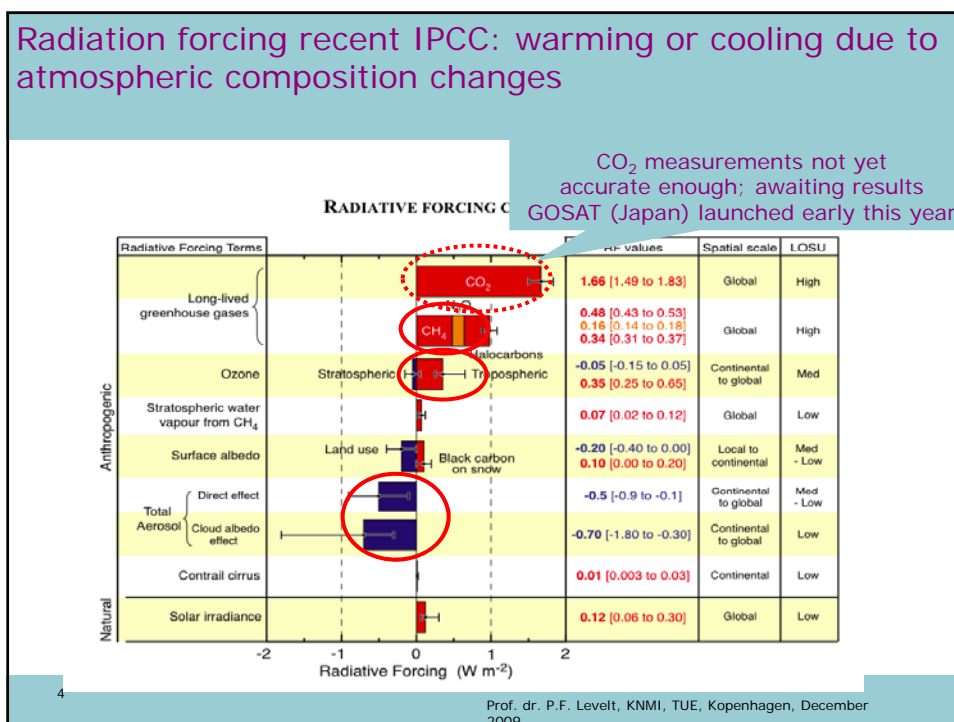 Radiation forcing recent IPCC: warming or cooling due to
atmospheric composition changes
CO₂ measurements not yet
accurate enough; awaiting results
GOSAT (Japan) launched early this year
RADIATIVE FORCING C
Radiative Forcing Terms RF values Spatial scale LOSU
Long-lived
greenhouse gases
CO₂ 1.66 [1.49 to 1.83] Global High
CH₄ Halocarbons
0.48 [0.43 to 0.53]
0.16 [0.14 to 0.18] Global High
0.34 [0.31 to 0.37]
Ozone Stratospheric Tropospheric
-0.05 [-0.15 to 0.05] Continental
0.35 [0.25 to 0.65] to global Med
Stratospheric water
vapour from CH₄ 0.07 [0.02 to 0.12] Global Low
Surface albedo Land use Black carbon
on snow
-0.20 [-0.40 to 0.00] Local to Med
0.10 [0.00 to 0.20] continental - Low
Total
Aerosol
Direct effect -0.5 [-0.9 to -0.1] Continental Med
to global - Low
Cloud albedo
effect -0.70 [-1.80 to -0.30] Continental
to global Low
Contrail cirrus 0.01 [0.003 to 0.03] Continental Low
Solar irradiance 0.12 [0.06 to 0.30] Global Low
Anthropogenic
Natural
-2 -1 0 1 2
Radiative Forcing (W m⁻²)
4
Prof. dr. P.F. Levelt, KNMI, TUE, Kopenhagen, December
2009